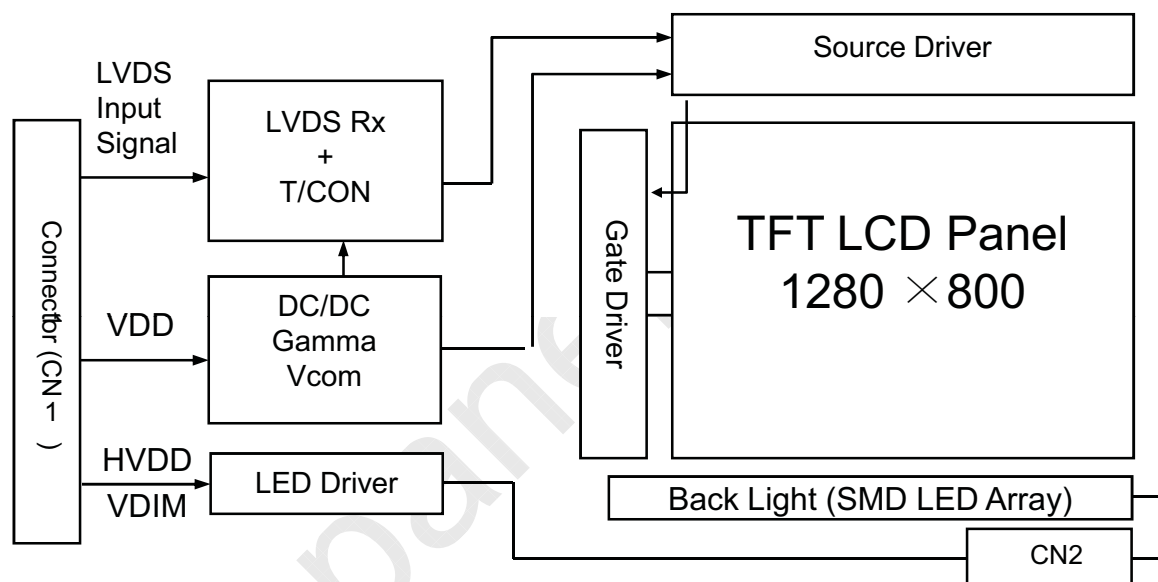 LVDS
Input
Signal
LVDS Rx
+
T/CON
Source Driver
Connector (CN1)
VDD
DC/DC
Gamma
Vcom
Gate Driver
TFT LCD Panel
1280 ×800
HVDD
VDIM
LED Driver
Back Light (SMD LED Array)
CN2